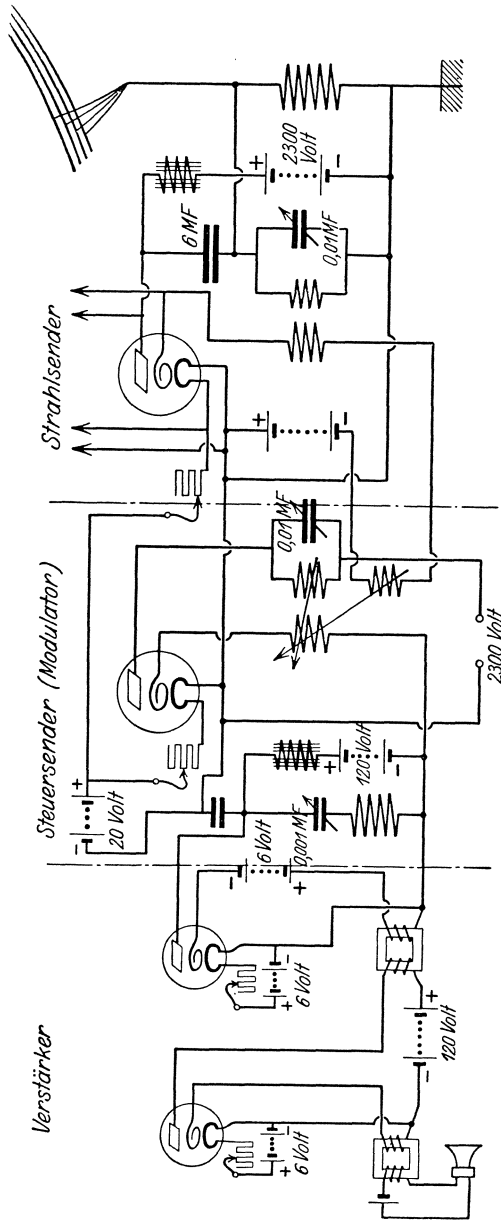 Verstärker
Steuersender (Modulator)
Strahlsender
+
6 Volt
-
+
6 Volt
-
-
120 Volt
+
-
6 Volt
+
-
20 Volt
+
0,001 MF
+
120 Volt
-
2300 Volt
0,01 MF
+
-
6 MF
0,01 MF
+
2300
Volt
-